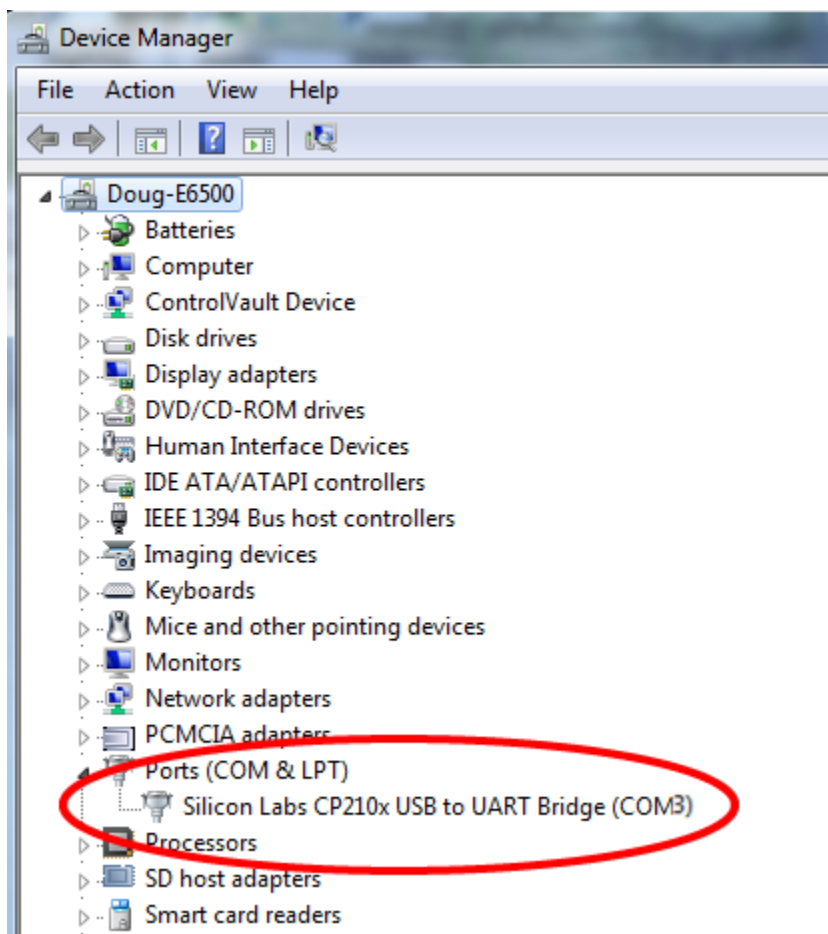 Device Manager
File Action View Help
Doug-E6500
Batteries
Computer
ControlVault Device
Disk drives
Display adapters
DVD/CD-ROM drives
Human Interface Devices
IDE ATA/ATAPI controllers
IEEE 1394 Bus host controllers
Imaging devices
Keyboards
Mice and other pointing devices
Monitors
Network adapters
PCMCIA adapters
Ports (COM & LPT)
Silicon Labs CP210x USB to UART Bridge (COM3)
Processors
SD host adapters
Smart card readers